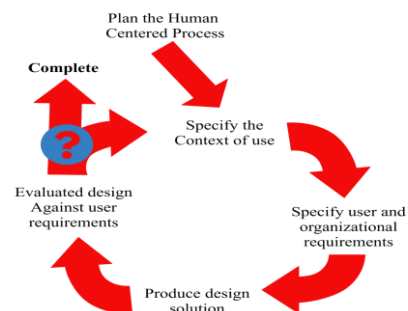 Plan the Human
Centered Process
Complete
?
Specify the
Context of use
Evaluated design
Against user
requirements
Specify user and
organizational
requirements
Produce design
solution